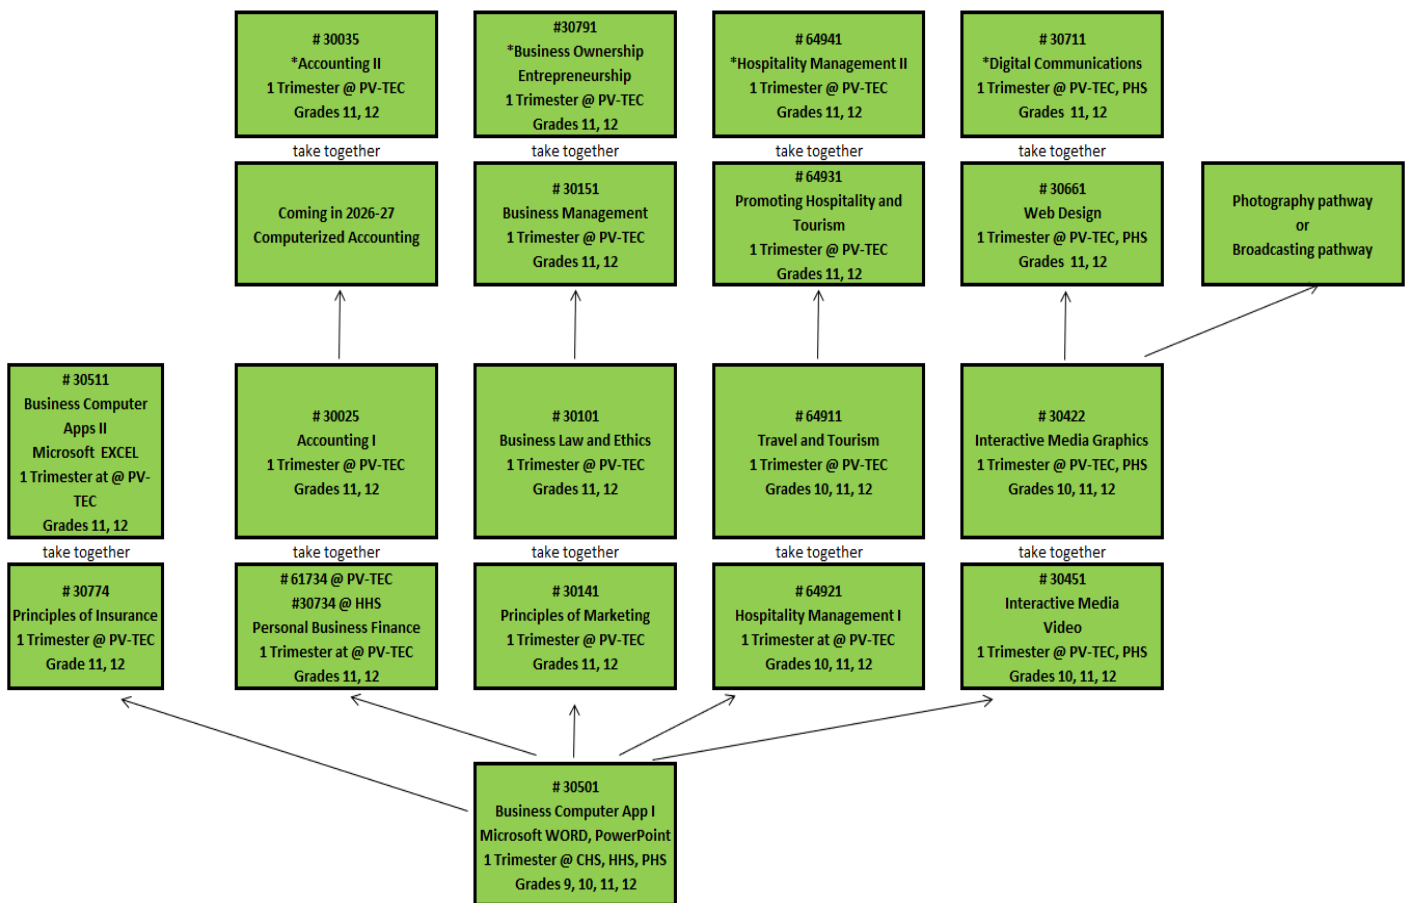 # 30035
*Accounting II
1 Trimester @ PV-TEC
Grades 11, 12
#30791
*Business Ownership
Entrepreneurship
1 Trimester @ PV-TEC
Grades 11, 12
# 64941
*Hospitality Management II
1 Trimester @ PV-TEC
Grades 11, 12
# 30711
*Digital Communications
1 Trimester @ PV-TEC, PHS
Grades 11, 12
take together
take together
take together
take together
Coming in 2026-27
Computerized Accounting
# 30151
Business Management
1 Trimester @ PV-TEC
Grades 11, 12
# 64931
Promoting Hospitality and
Tourism
1 Trimester @ PV-TEC
Grades 11, 12
# 30661
Web Design
1 Trimester @ PV-TEC, PHS
Grades 11, 12
Photography pathway
or
Broadcasting pathway
# 30511
Business Computer
Apps II
Microsoft EXCEL
1 Trimester at @ PV-
TEC
Grades 11, 12
# 30025
Accounting I
1 Trimester @ PV-TEC
Grades 11, 12
# 30101
Business Law and Ethics
1 Trimester @ PV-TEC
Grades 11, 12
# 64911
Travel and Tourism
1 Trimester @ PV-TEC
Grades 10, 11, 12
# 30422
Interactive Media Graphics
1 Trimester @ PV-TEC, PHS
Grades 10, 11, 12
take together
take together
take together
take together
take together
# 30774
Principles of Insurance
1 Trimester @ PV-TEC
Grade 11, 12
# 61734 @ PV-TEC
#30734 @ HHS
Personal Business Finance
1 Trimester at @ PV-TEC
Grades 11, 12
# 30141
Principles of Marketing
1 Trimester @ PV-TEC
Grades 11, 12
# 64921
Hospitality Management I
1 Trimester at @ PV-TEC
Grades 10, 11, 12
# 30451
Interactive Media
Video
1 Trimester @ PV-TEC, PHS
Grades 10, 11, 12
# 30501
Business Computer App I
Microsoft WORD, PowerPoint
1 Trimester @ CHS, HHS, PHS
Grades 9, 10, 11, 12